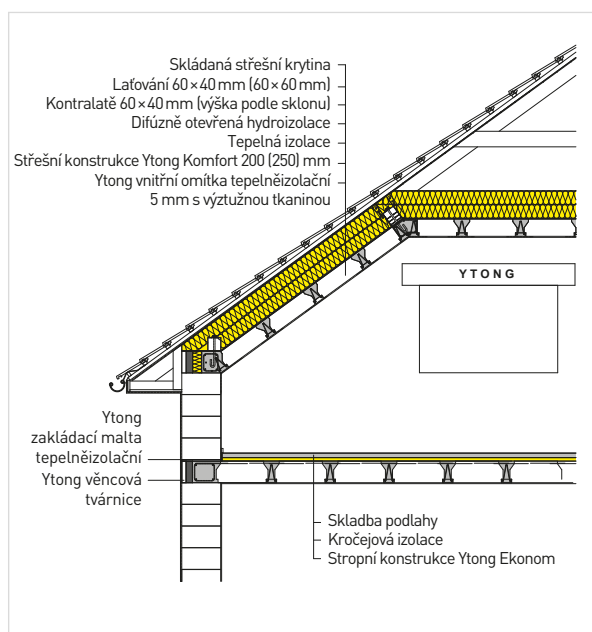 Skládaná střešní krytina
Laťování 60 × 40 mm (60 × 60 mm)
Kontralatě 60 × 40 mm (výška podle sklonu)
Difúzně otevřená hydroizolace
Tepelná izolace
Střešní konstrukce Ytong Komfort 200 (250) mm
Ytong vnitřní omítka tepelněizolační
5 mm s výztužnou tkaninou
YTONG
Ytong
zakládací malta
tepelněizolační
Ytong věncová
tvárnice
Skladba podlahy
Kročejová izolace
Stropní konstrukce Ytong Ekonom